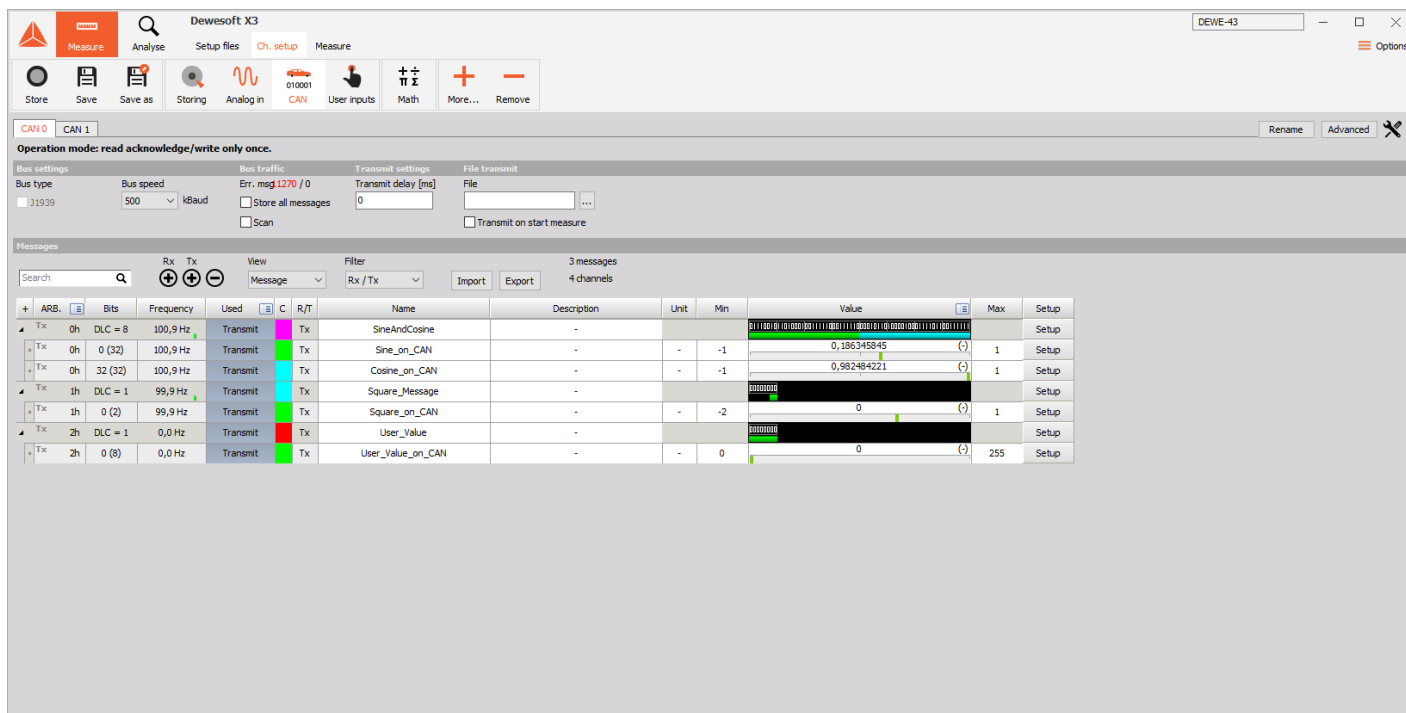 Dewesoft X3
DEWE-43
Measure Analyse Setup files Ch. setup Measure
Options
Store Save Save as Storing Analog in 010001 CAN User inputs Math More... Remove
CAN 0 CAN 1 Rename Advanced
Operation mode: read acknowledge/write only once.
Bus settings Bus traffic Transmit settings File transmit
Bus type Bus speed Err. msg 11270 / 0 Transmit delay [ms] File
J1939 500 kBaud Store all messages 0 ...
Scan Transmit on start measure
Messages
Rx Tx View Filter 3 messages
Search Message Rx / Tx Import Export 4 channels
+ ARB. Bits Frequency Used C R/T Name Description Unit Min Value Max Setup
Tx 0h DLC = 8 100,9 Hz Transmit Tx SineAndCosine - Setup
Tx 0h 0 (32) 100,9 Hz Transmit Tx Sine_on_CAN - - -1 0,186345845 (-) 1 Setup
Tx 0h 32 (32) 100,9 Hz Transmit Tx Cosine_on_CAN - - -1 0,982484221 (-) 1 Setup
Tx 1h DLC = 1 99,9 Hz Transmit Tx Square_Message - 00000000 Setup
Tx 1h 0 (2) 99,9 Hz Transmit Tx Square_on_CAN - - -2 0 (-) 1 Setup
Tx 2h DLC = 1 0,0 Hz Transmit Tx User_Value - 00000000 Setup
Tx 2h 0 (8) 0,0 Hz Transmit Tx User_Value_on_CAN - - 0 0 (-) 255 Setup